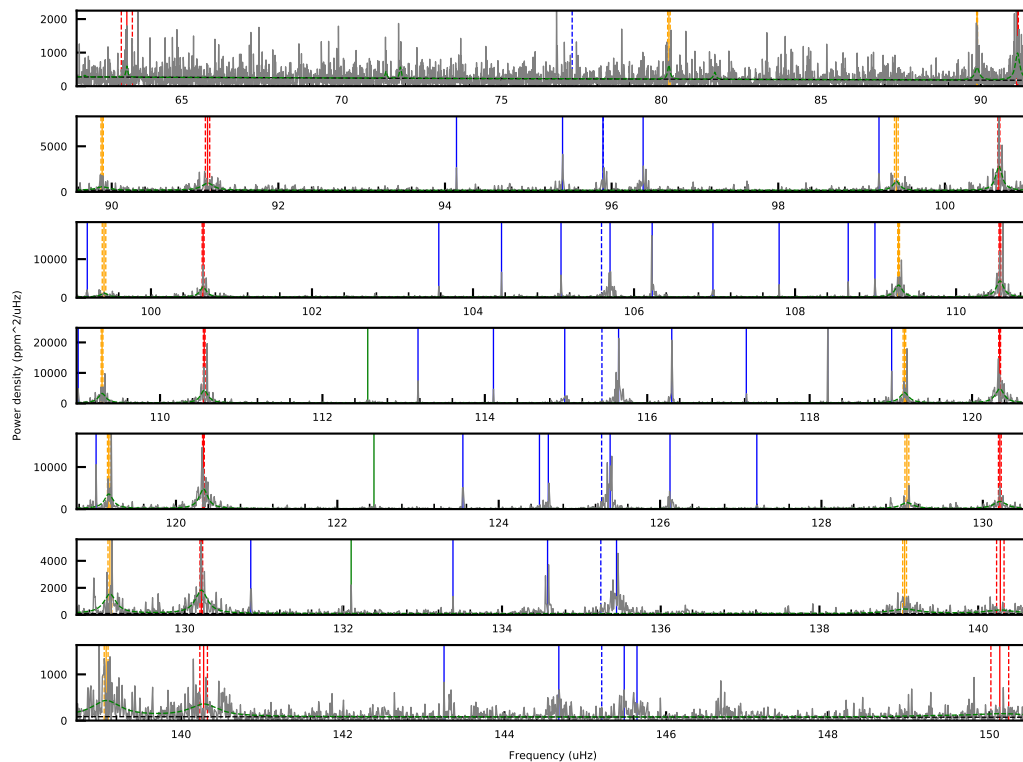 2000
1000
0
65 70 75 80 85 90
5000
0
90 92 94 96 98 100
10000
0
100 102 104 106 108 110
20000
10000
0
110 112 114 116 118 120
10000
0
120 122 124 126 128 130
4000
2000
0
130 132 134 136 138 140
1000
0
140 142 144 146 148 150
Power density (ppm^2/uHz)
Frequency (uHz)